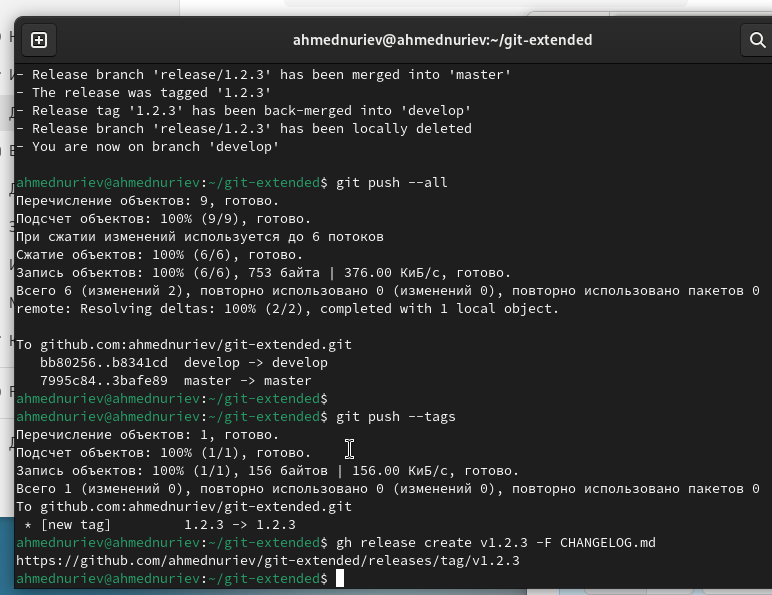 ahmednuriev@ahmednuriev:~/git-extended
- Release branch 'release/1.2.3' has been merged into 'master'
- The release was tagged '1.2.3'
- Release tag '1.2.3' has been back-merged into 'develop'
- Release branch 'release/1.2.3' has been locally deleted
- You are now on branch 'develop'
ahmednuriev@ahmednuriev:~/git-extended$ git push --all
Перечисление объектов: 9, готово.
Подсчет объектов: 100% (9/9), готово.
При сжатии изменений используется до 6 потоков
Сжатие объектов: 100% (6/6), готово.
Запись объектов: 100% (6/6), 753 байта | 376.00 КиБ/с, готово.
Всего 6 (изменений 2), повторно использовано 0 (изменений 0), повторно использовано пакетов 0
remote: Resolving deltas: 100% (2/2), completed with 1 local object.
To github.com:ahmednuriev/git-extended.git
bb80256..b8341cd  develop -> develop
7995c84..3bafe89  master -> master
ahmednuriev@ahmednuriev:~/git-extended$
ahmednuriev@ahmednuriev:~/git-extended$ git push --tags
Перечисление объектов: 1, готово.
Подсчет объектов: 100% (1/1), готово.
Запись объектов: 100% (1/1), 156 байтов | 156.00 КиБ/с, готово.
Всего 1 (изменений 0), повторно использовано 0 (изменений 0), повторно использовано пакетов 0
To github.com:ahmednuriev/git-extended.git
* [new tag]         1.2.3 -> 1.2.3
ahmednuriev@ahmednuriev:~/git-extended$ gh release create v1.2.3 -F CHANGELOG.md
https://github.com/ahmednuriev/git-extended/releases/tag/v1.2.3
ahmednuriev@ahmednuriev:~/git-extended$